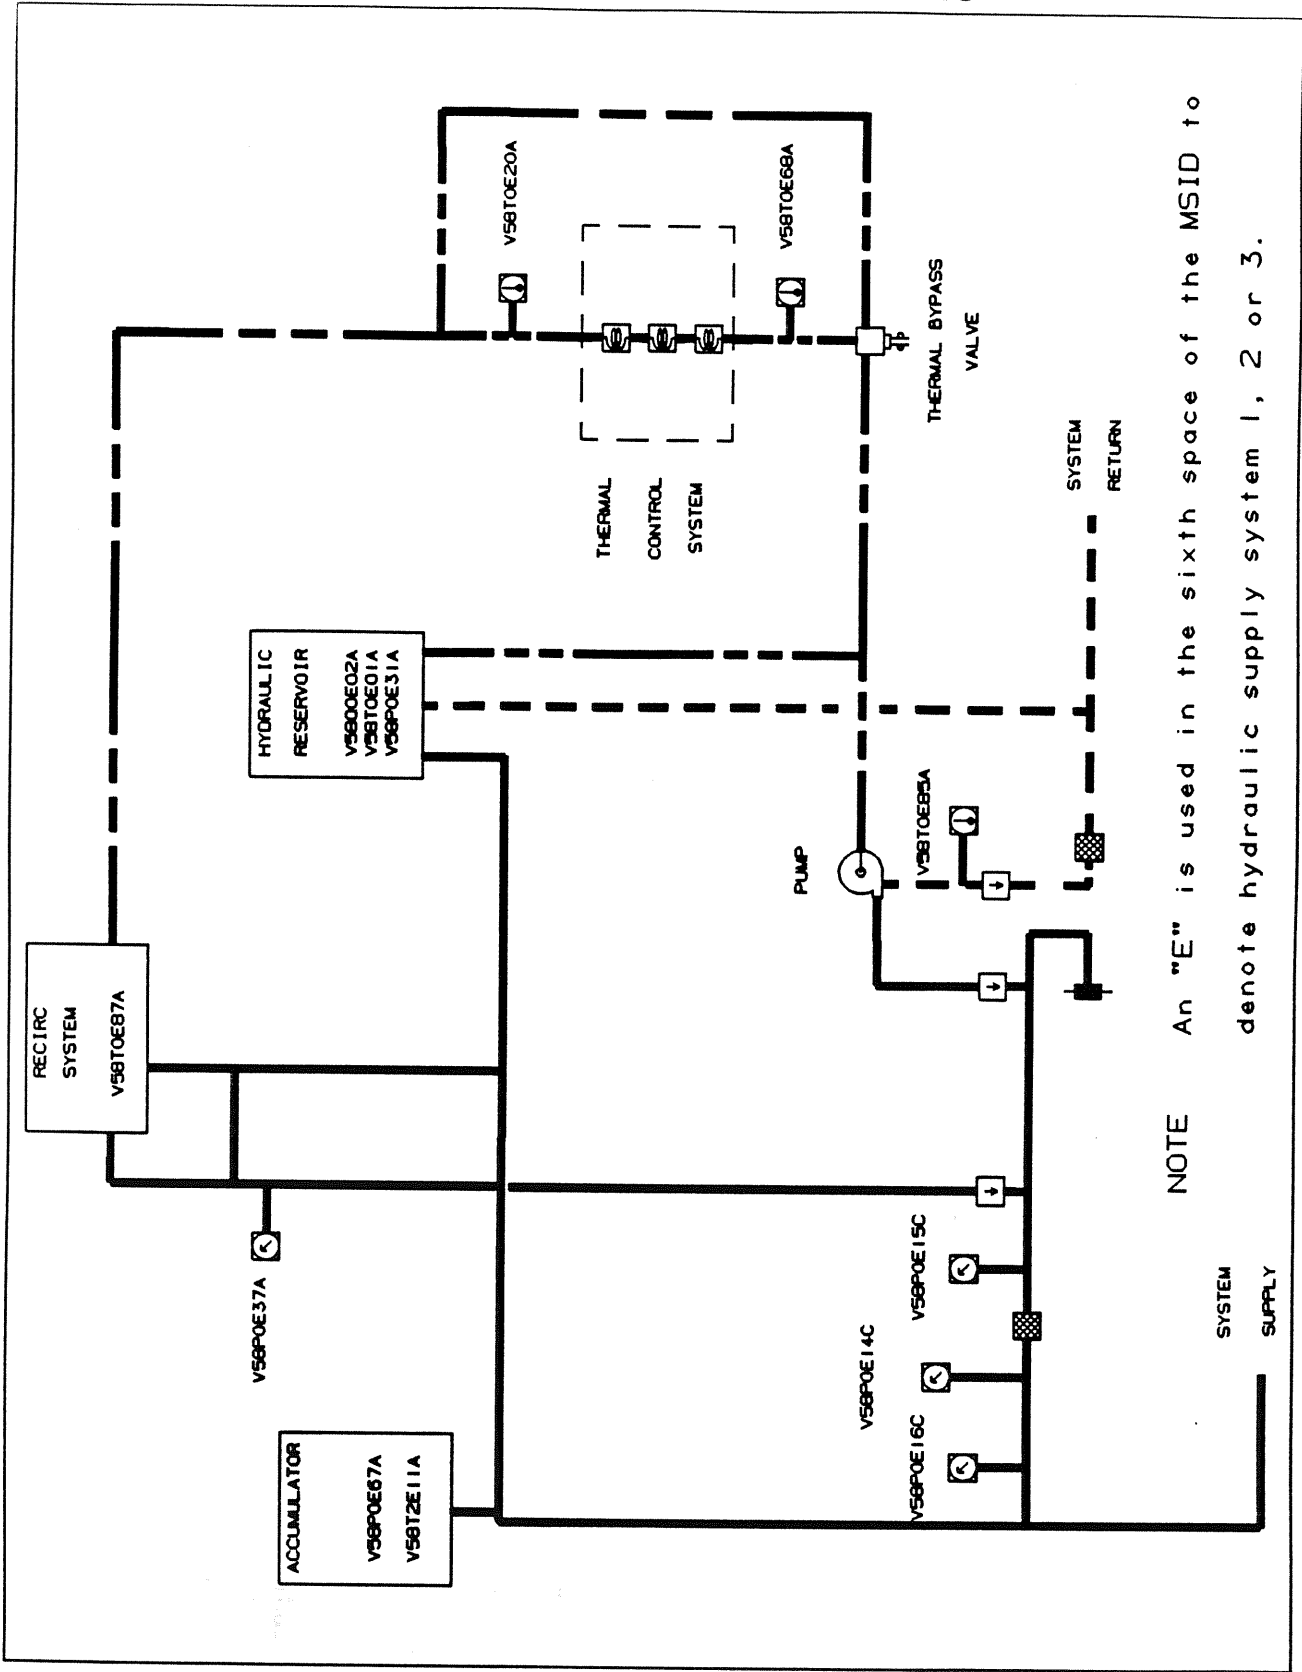 RECIRC
SYSTEM
V58T0E87A
HYDRAULIC
RESERVOIR
V58Q0E02A
V58T0E01A
V58P0E31A
ACCUMULATOR
V58P0E67A
V58T2E11A
V58P0E37A
V58T0E20A
THERMAL
CONTROL
SYSTEM
V58T0E68A
THERMAL BYPASS
VALVE
PUMP
V58T0E85A
SYSTEM
RETURN
V58P0E14C
V58P0E16C
V58P0E15C
SYSTEM
SUPPLY
NOTE An "E" is used in the sixth space of the MSID to
denote hydraulic supply system 1, 2 or 3.